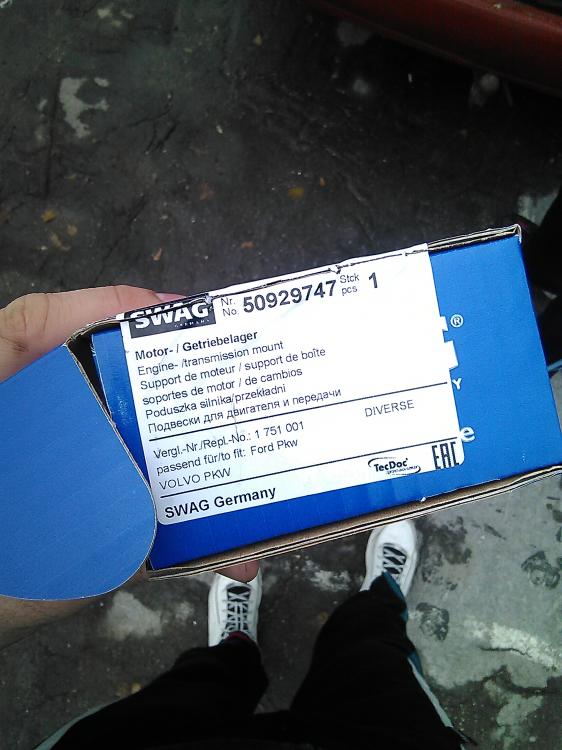 SWAG
GERMANY
Nr.
No. 50929747 Stck
pcs 1
Motor- / Getriebelager
Engine- /transmission mount
Support de moteur / support de boîte
soportes de motor / de cambios
Poduszka silnika/przekładni
Подвески для двигателя и передачи
DIVERSE
Vergl.-Nr./Repl.-No.: 1 751 001
passend für/to fit: Ford Pkw
VOLVO PKW
TecDoc
EAC
SWAG Germany
®
Y
e